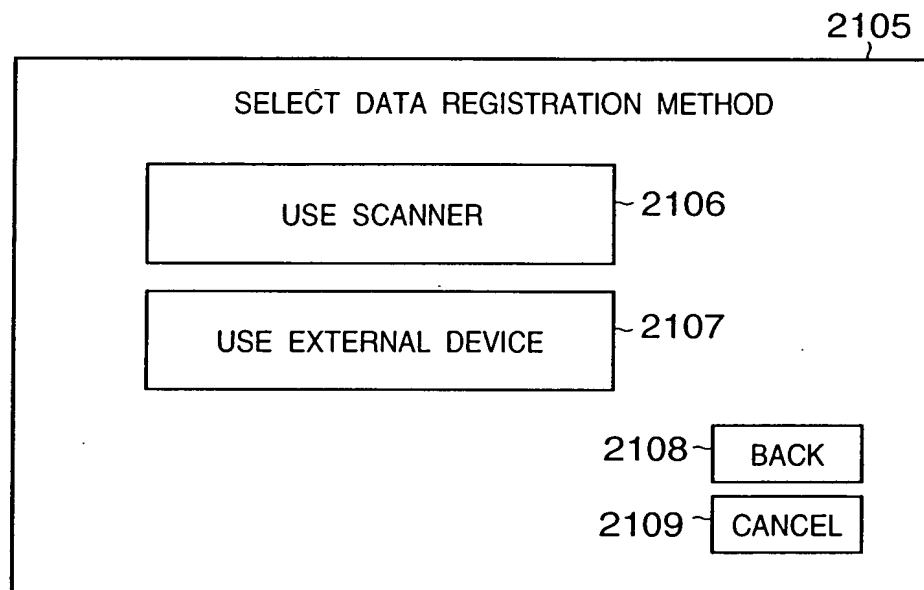 2105
SELECT DATA REGISTRATION METHOD
USE SCANNER
2106
USE EXTERNAL DEVICE
2107
2108
BACK
2109
CANCEL